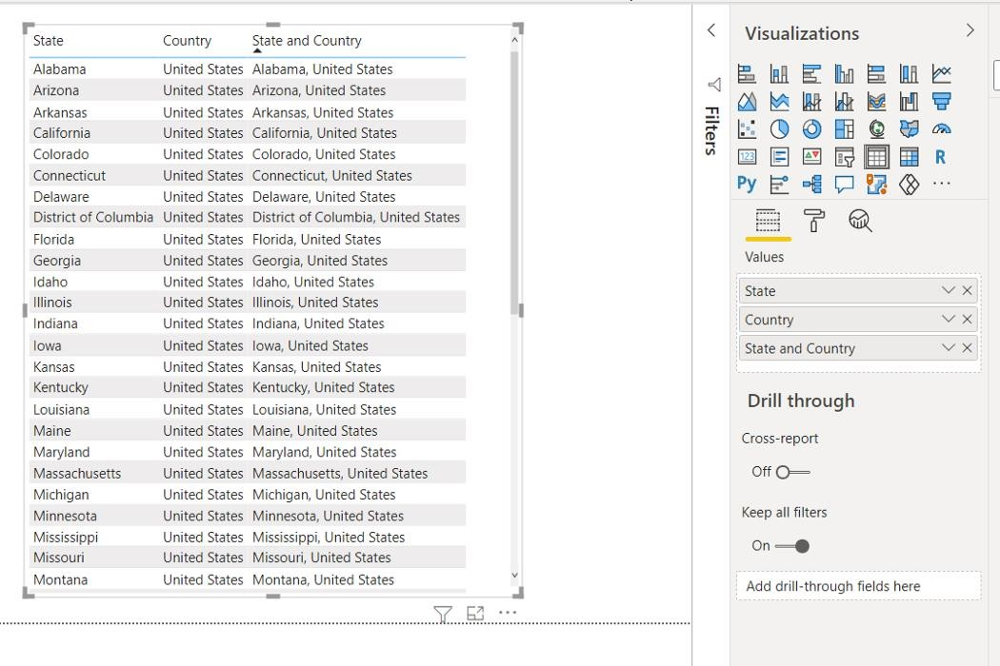 State Country State and Country
Alabama United States Alabama, United States
Arizona United States Arizona, United States
Arkansas United States Arkansas, United States
California United States California, United States
Colorado United States Colorado, United States
Connecticut United States Connecticut, United States
Delaware United States Delaware, United States
District of Columbia United States District of Columbia, United States
Florida United States Florida, United States
Georgia United States Georgia, United States
Idaho United States Idaho, United States
Illinois United States Illinois, United States
Indiana United States Indiana, United States
Iowa United States Iowa, United States
Kansas United States Kansas, United States
Kentucky United States Kentucky, United States
Louisiana United States Louisiana, United States
Maine United States Maine, United States
Maryland United States Maryland, United States
Massachusetts United States Massachusetts, United States
Michigan United States Michigan, United States
Minnesota United States Minnesota, United States
Mississippi United States Mississippi, United States
Missouri United States Missouri, United States
Montana United States Montana, United States
Filters
Visualizations
123
R
Py
Values
State
Country
State and Country
Drill through
Cross-report
Off
Keep all filters
On
Add drill-through fields here